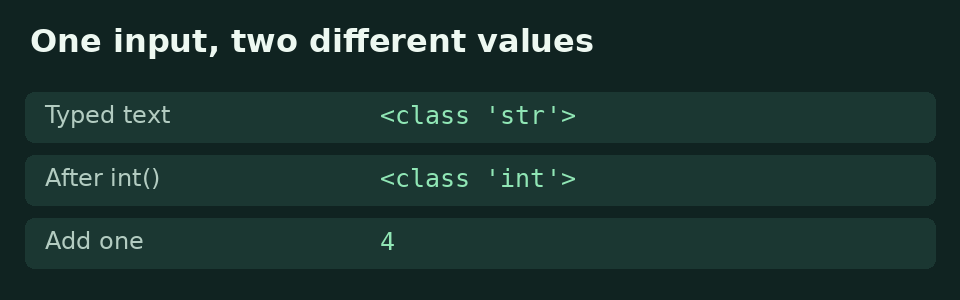 One input, two different values
Typed text <class 'str'>
After int() <class 'int'>
Add one 4